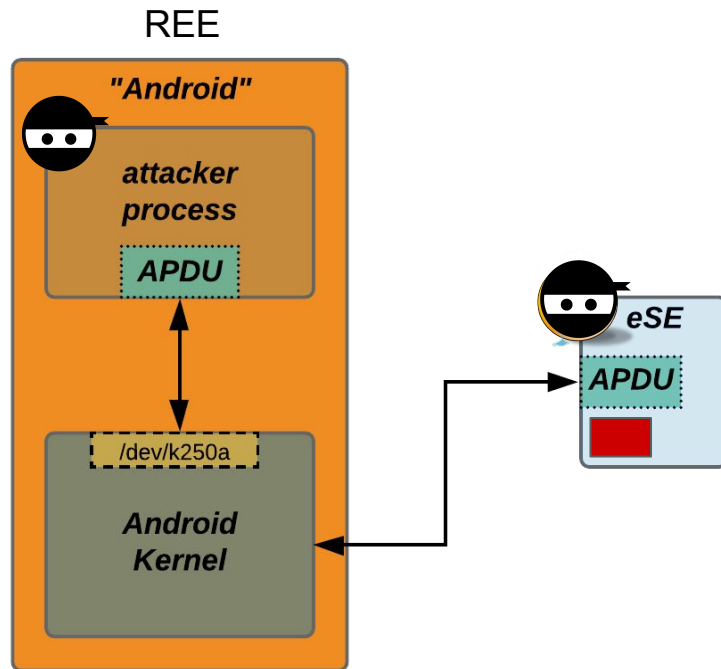 REE
"Android"
attacker
process
APDU
/dev/k250a
Android
Kernel
eSE
APDU